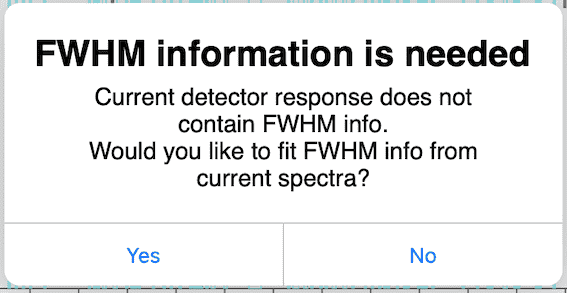 FWHM information is needed
Current detector response does not
contain FWHM info.
Would you like to fit FWHM info from
current spectra?
Yes
No